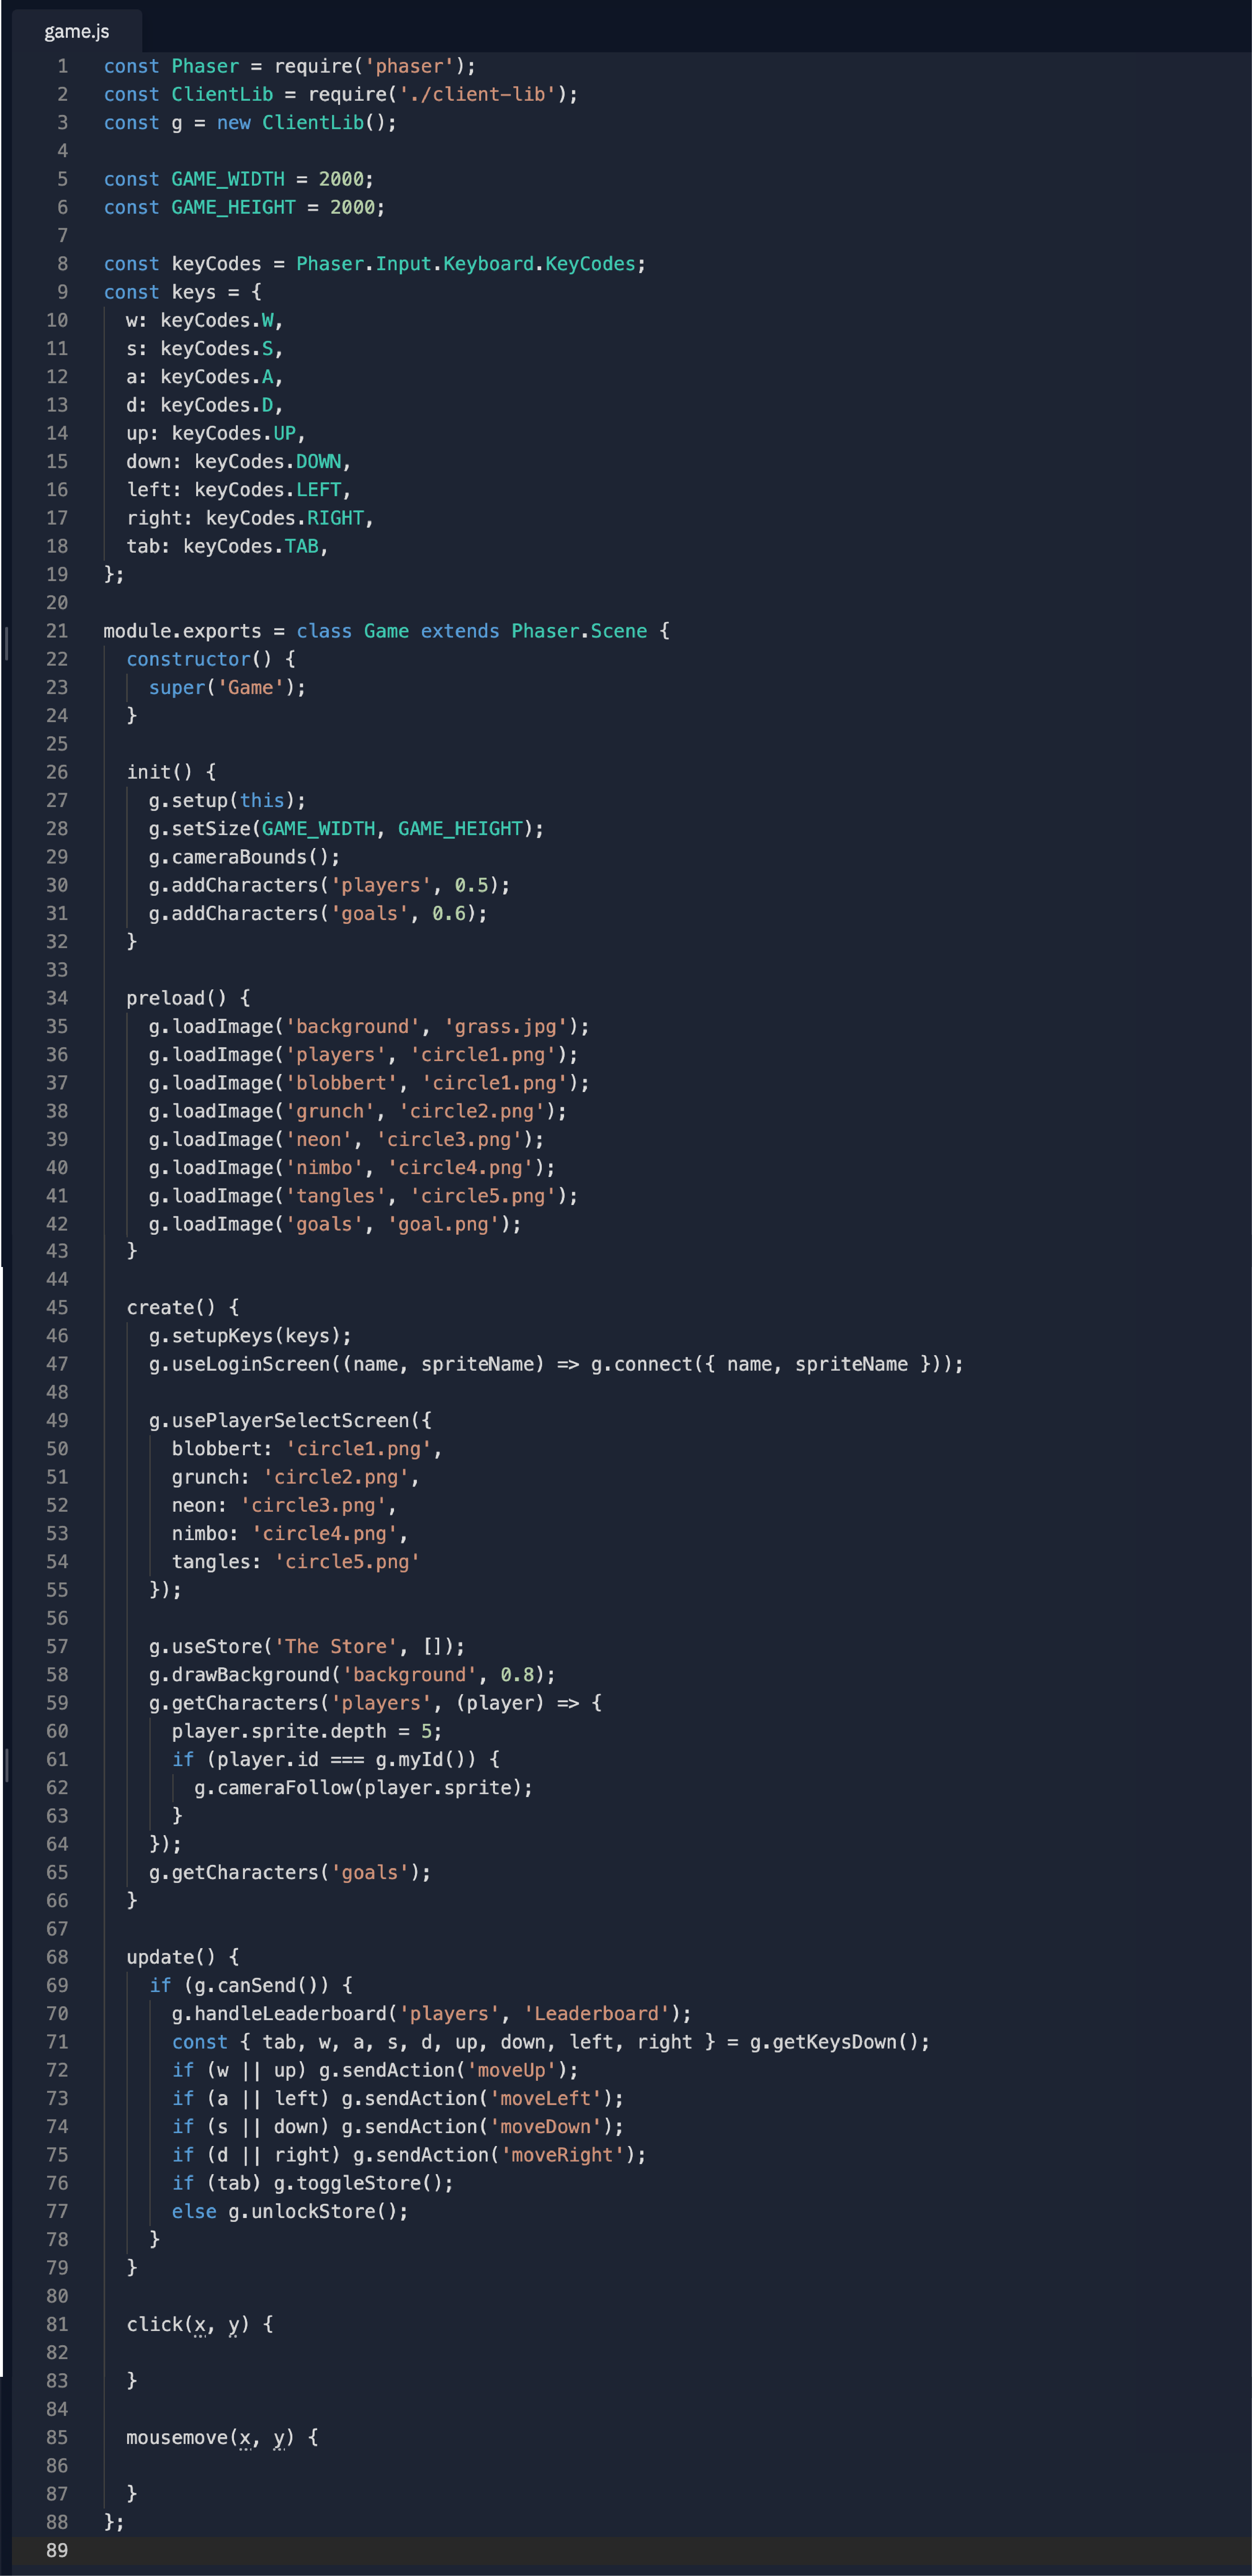 game.js
1 const Phaser = require('phaser');
2 const ClientLib = require('./client-lib');
3 const g = new ClientLib();
4
5 const GAME_WIDTH = 2000;
6 const GAME_HEIGHT = 2000;
7
8 const keyCodes = Phaser.Input.Keyboard.KeyCodes;
9 const keys = {
10   w: keyCodes.W,
11   s: keyCodes.S,
12   a: keyCodes.A,
13   d: keyCodes.D,
14   up: keyCodes.UP,
15   down: keyCodes.DOWN,
16   left: keyCodes.LEFT,
17   right: keyCodes.RIGHT,
18   tab: keyCodes.TAB,
19 };
20
21 module.exports = class Game extends Phaser.Scene {
22   constructor() {
23     super('Game');
24   }
25
26   init() {
27     g.setup(this);
28     g.setSize(GAME_WIDTH, GAME_HEIGHT);
29     g.cameraBounds();
30     g.addCharacters('players', 0.5);
31     g.addCharacters('goals', 0.6);
32   }
33
34   preload() {
35     g.loadImage('background', 'grass.jpg');
36     g.loadImage('players', 'circle1.png');
37     g.loadImage('blobbert', 'circle1.png');
38     g.loadImage('grunch', 'circle2.png');
39     g.loadImage('neon', 'circle3.png');
40     g.loadImage('nimbo', 'circle4.png');
41     g.loadImage('tangles', 'circle5.png');
42     g.loadImage('goals', 'goal.png');
43   }
44
45   create() {
46     g.setupKeys(keys);
47     g.useLoginScreen((name, spriteName) => g.connect({ name, spriteName }));
48
49     g.usePlayerSelectScreen({
50       blobbert: 'circle1.png',
51       grunch: 'circle2.png',
52       neon: 'circle3.png',
53       nimbo: 'circle4.png',
54       tangles: 'circle5.png'
55     });
56
57     g.useStore('The Store', []);
58     g.drawBackground('background', 0.8);
59     g.getCharacters('players', (player) => {
60       player.sprite.depth = 5;
61       if (player.id === g.myId()) {
62         g.cameraFollow(player.sprite);
63       }
64     });
65     g.getCharacters('goals');
66   }
67
68   update() {
69     if (g.canSend()) {
70       g.handleLeaderboard('players', 'Leaderboard');
71       const { tab, w, a, s, d, up, down, left, right } = g.getKeysDown();
72       if (w || up) g.sendAction('moveUp');
73       if (a || left) g.sendAction('moveLeft');
74       if (s || down) g.sendAction('moveDown');
75       if (d || right) g.sendAction('moveRight');
76       if (tab) g.toggleStore();
77       else g.unlockStore();
78     }
79   }
80
81   click(x, y) {
82
83   }
84
85   mousemove(x, y) {
86
87   }
88 };
89